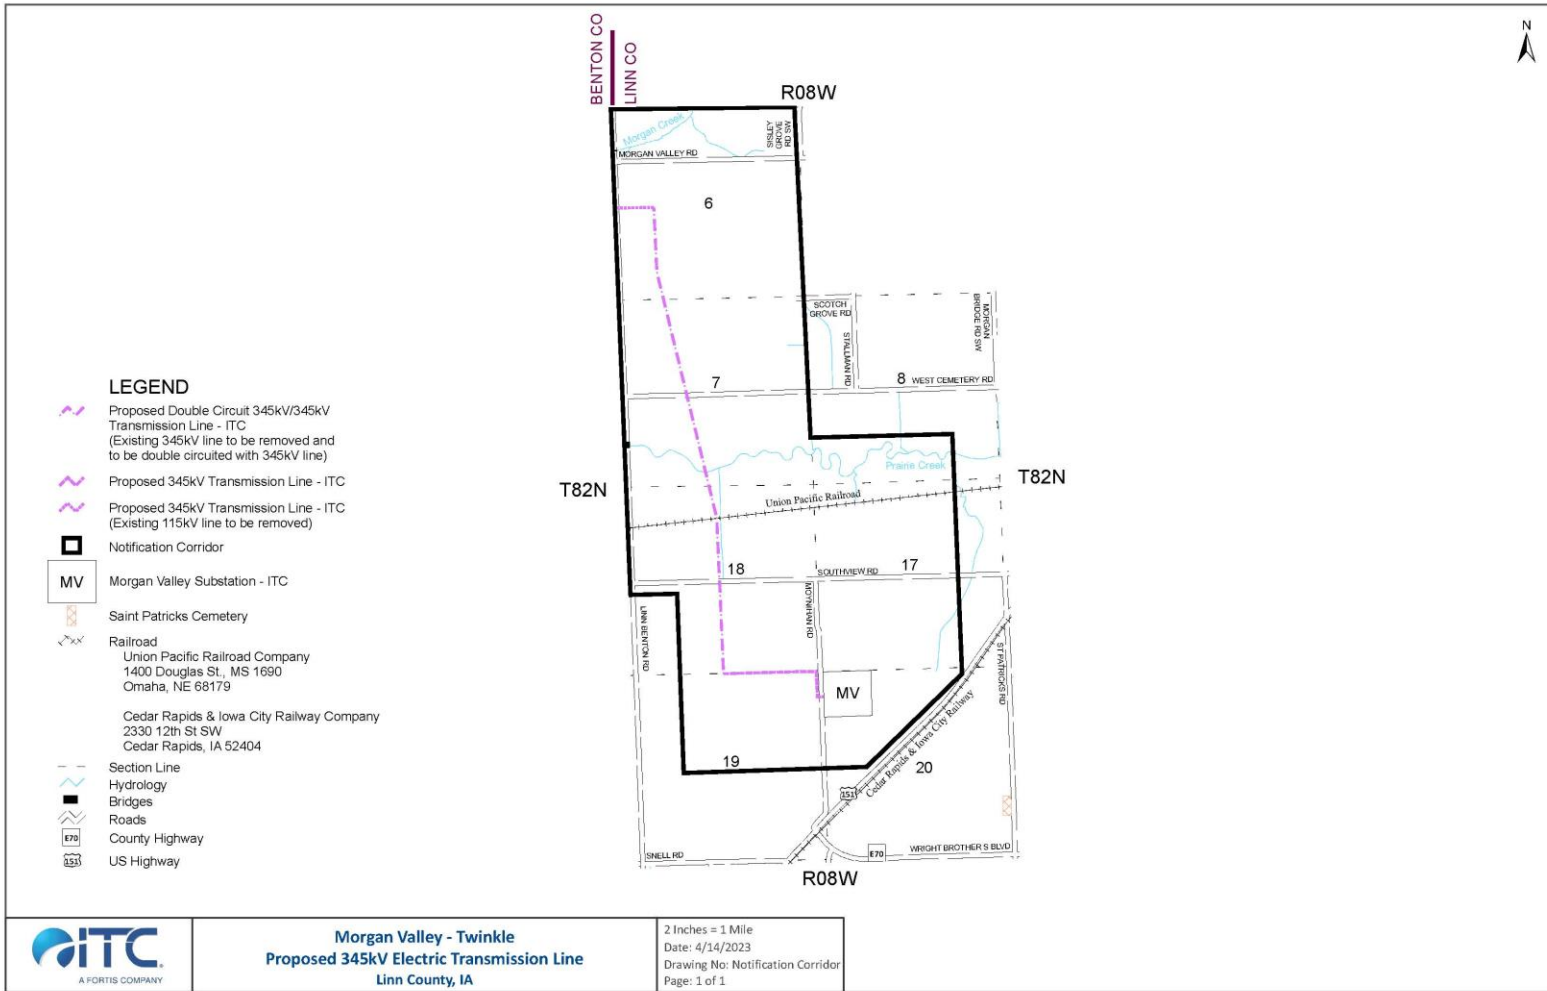 BENTON CO
LINN CO
N
R08W
Morgan Creek
SISLEY
GROVE
RD SW
MORGAN VALLEY RD
6
SCOTCH
GROVE RD
STALLMAN RD
MORGAN
BRIDGE RD SW
7
8
WEST CEMETERY RD
Prairie Creek
T82N
T82N
Union Pacific Railroad
18
SOUTHVIEW RD
17
LINN BENTON RD
MOYNIHAN RD
ST PATRICKS RD
MV
Cedar Rapids & Iowa City Railway
19
20
151
SNELL RD
E70
WRIGHT BROTHER S BLVD
R08W
LEGEND
Proposed Double Circuit 345kV/345kV
Transmission Line - ITC
(Existing 345kV line to be removed and
to be double circuited with 345kV line)
Proposed 345kV Transmission Line - ITC
Proposed 345kV Transmission Line - ITC
(Existing 115kV line to be removed)
Notification Corridor
MV
Morgan Valley Substation - ITC
Saint Patricks Cemetery
Railroad
Union Pacific Railroad Company
1400 Douglas St., MS 1690
Omaha, NE 68179
Cedar Rapids & Iowa City Railway Company
2330 12th St SW
Cedar Rapids, IA 52404
Section Line
Hydrology
Bridges
Roads
E70
County Highway
151
US Highway
ITC
A FORTIS COMPANY
Morgan Valley - Twinkle
Proposed 345kV Electric Transmission Line
Linn County, IA
2 Inches = 1 Mile
Date: 4/14/2023
Drawing No: Notification Corridor
Page: 1 of 1